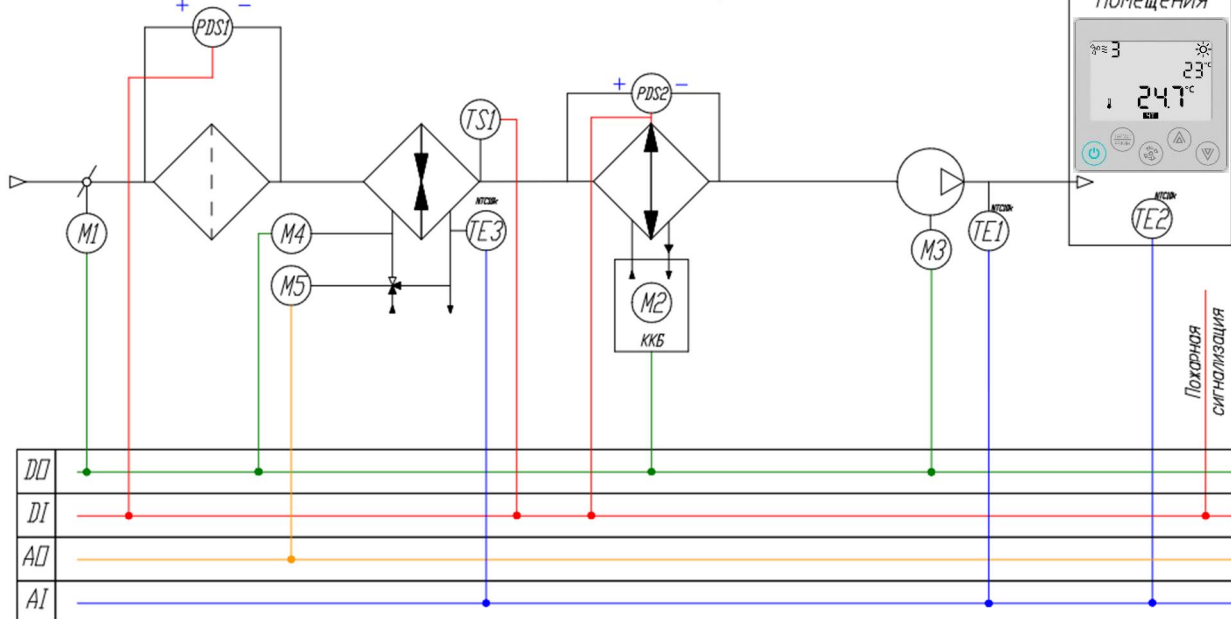 + PDS1 -
Помещения
3
23°C
24.7°C
+ PDS2 -
TS1
NTC10k
NTC10k
NTC10k
M1
M4
TE3
M3
TE1
TE2
M5
M2
ККБ
Пожарная
сигнализация
DO
DI
AO
AI